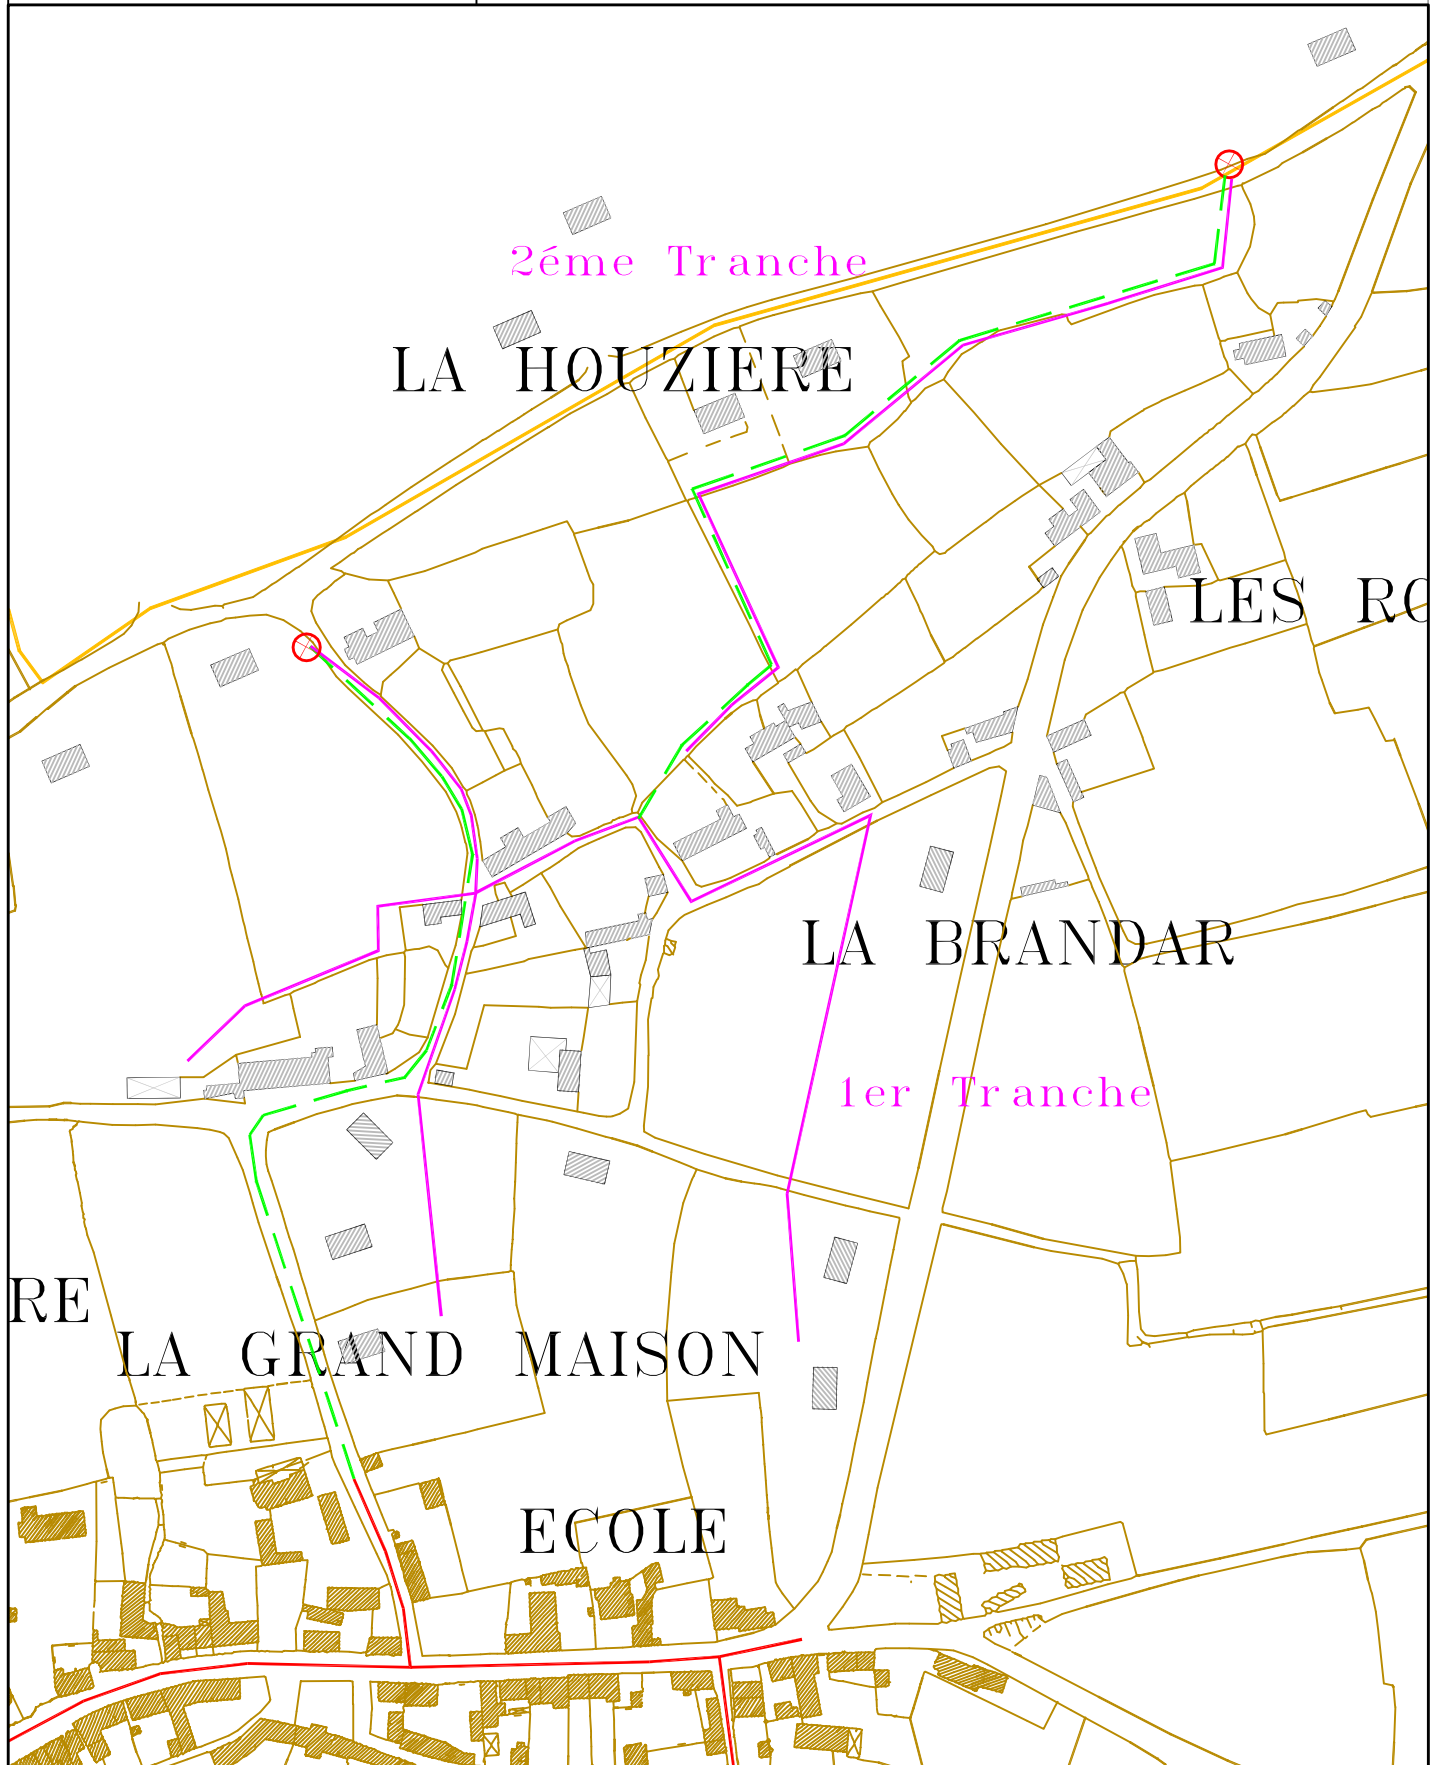 2éme Tranche
LA HOUZIERE
LES RO
LA BRANDAR
1er Tranche
RE
LA GRAND MAISON
ECOLE